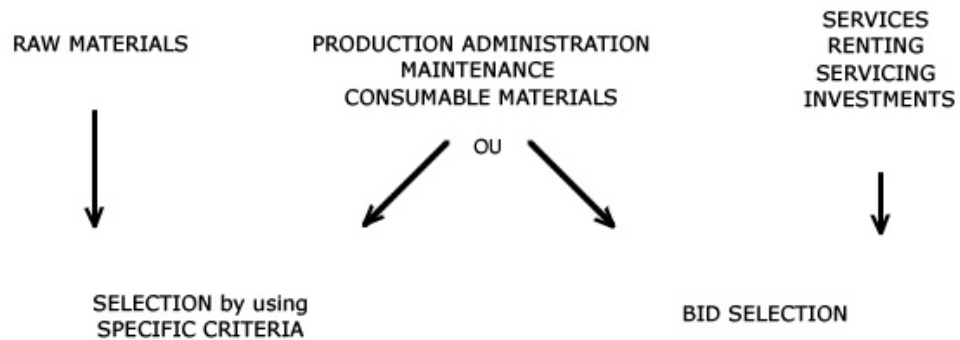 RAW MATERIALS
PRODUCTION ADMINISTRATION
MAINTENANCE
CONSUMABLE MATERIALS
OU
SERVICES
RENTING
SERVICING
INVESTMENTS
SELECTION by using
SPECIFIC CRITERIA
BID SELECTION